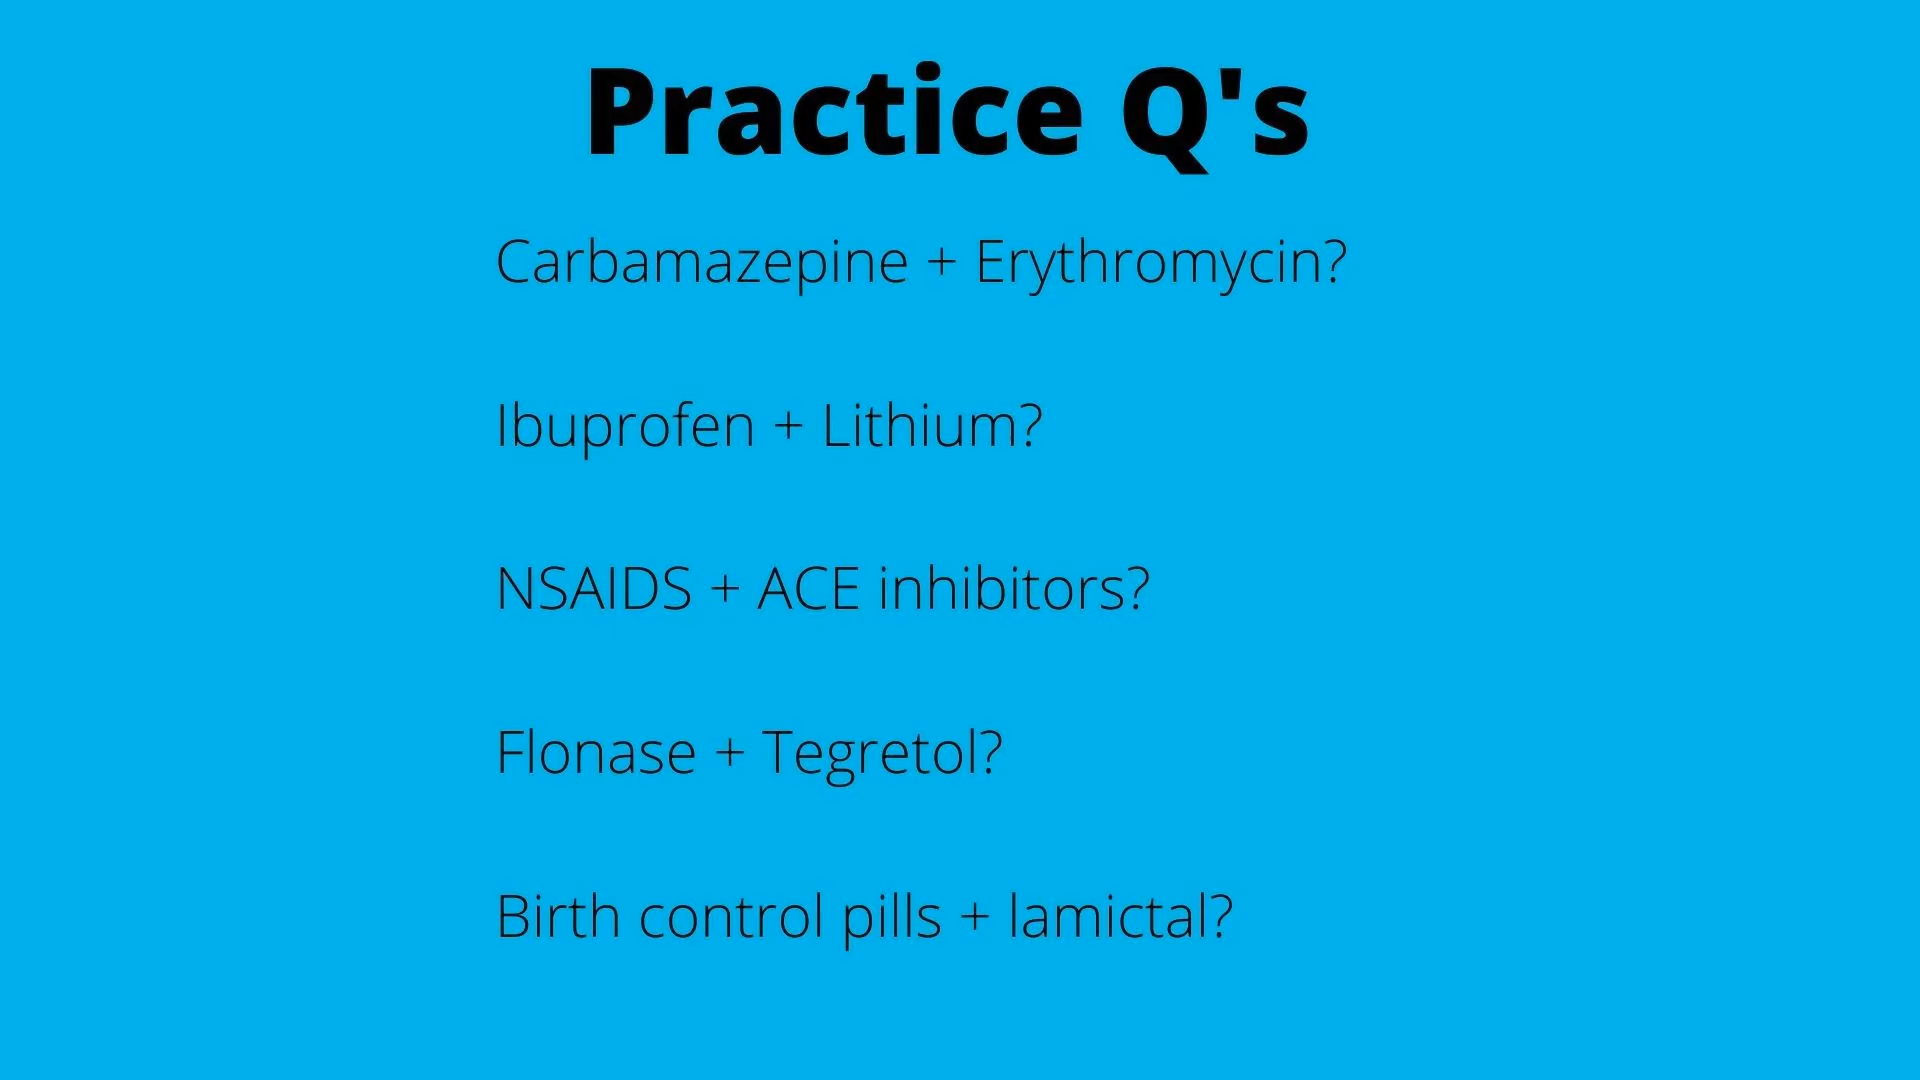 Practice Q's
Carbamazepine + Erythromycin?
Ibuprofen + Lithium?
NSAIDS + ACE inhibitors?
Flonase + Tegretol?
Birth control pills + lamictal?